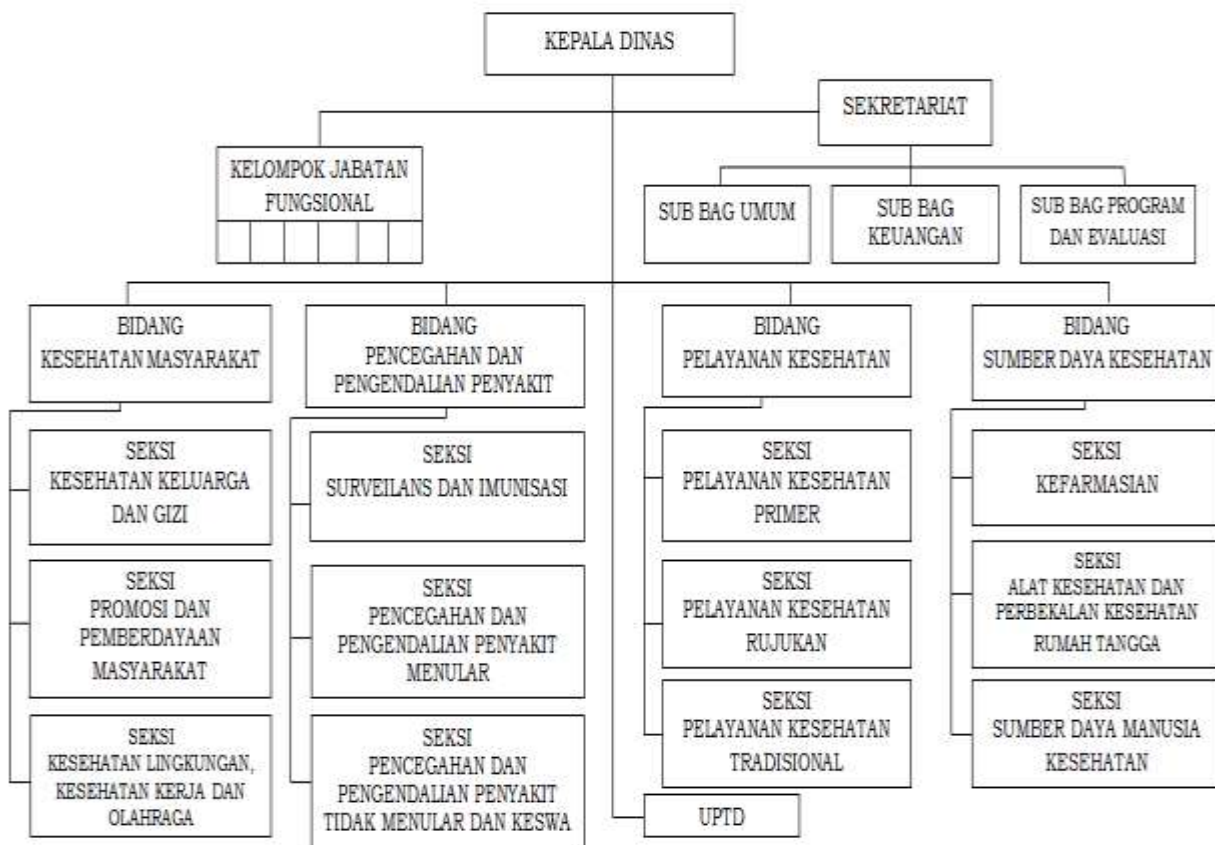 KEPALA DINAS
SEKRETARIAT
KELOMPOK JABATAN
FUNGSIONAL
SUB BAG UMUM
SUB BAG
KEUANGAN
SUB BAG PROGRAM
DAN EVALUASI
BIDANG
KESEHATAN MASYARAKAT
BIDANG
PENCEGAHAN DAN
PENGENDALIAN PENYAKIT
BIDANG
PELAYANAN KESEHATAN
BIDANG
SUMBER DAYA KESEHATAN
SEKSI
KESEHATAN KELUARGA
DAN GIZI
SEKSI
SURVEILANS DAN IMUNISASI
SEKSI
PELAYANAN KESEHATAN
PRIMER
SEKSI
KEFARMASIAN
SEKSI
PROMOSI DAN
PEMBERDAYAAN
MASYARAKAT
SEKSI
PENCEGAHAN DAN
PENGENDALIAN PENYAKIT
MENULAR
SEKSI
PELAYANAN KESEHATAN
RUJUKAN
SEKSI
ALAT KESEHATAN DAN
PERBEKALAN KESEHATAN
RUMAH TANGGA
SEKSI
KESEHATAN LINGKUNGAN,
KESEHATAN KERJA DAN
OLAHRAGA
SEKSI
PENCEGAHAN DAN
PENGENDALIAN PENYAKIT
TIDAK MENULAR DAN KESWA
SEKSI
PELAYANAN KESEHATAN
TRADISIONAL
SEKSI
SUMBER DAYA MANUSIA
KESEHATAN
UPTD